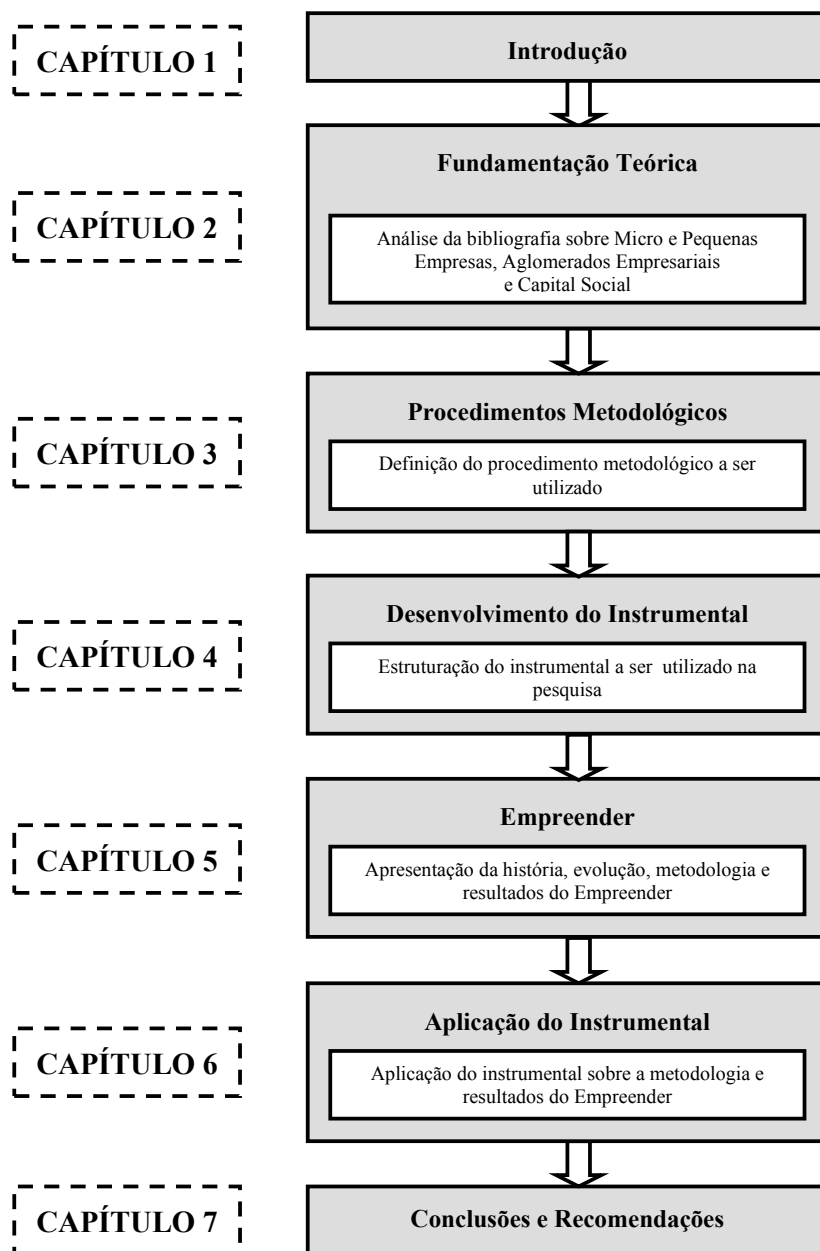 CAPÍTULO 1
Introdução
CAPÍTULO 2
Fundamentação Teórica
Análise da bibliografia sobre Micro e Pequenas
Empresas, Aglomerados Empresariais
e Capital Social
CAPÍTULO 3
Procedimentos Metodológicos
Definição do procedimento metodológico a ser
utilizado
CAPÍTULO 4
Desenvolvimento do Instrumental
Estruturação do instrumental a ser utilizado na
pesquisa
CAPÍTULO 5
Empreender
Apresentação da história, evolução, metodologia e
resultados do Empreender
CAPÍTULO 6
Aplicação do Instrumental
Aplicação do instrumental sobre a metodologia e
resultados do Empreender
CAPÍTULO 7
Conclusões e Recomendações